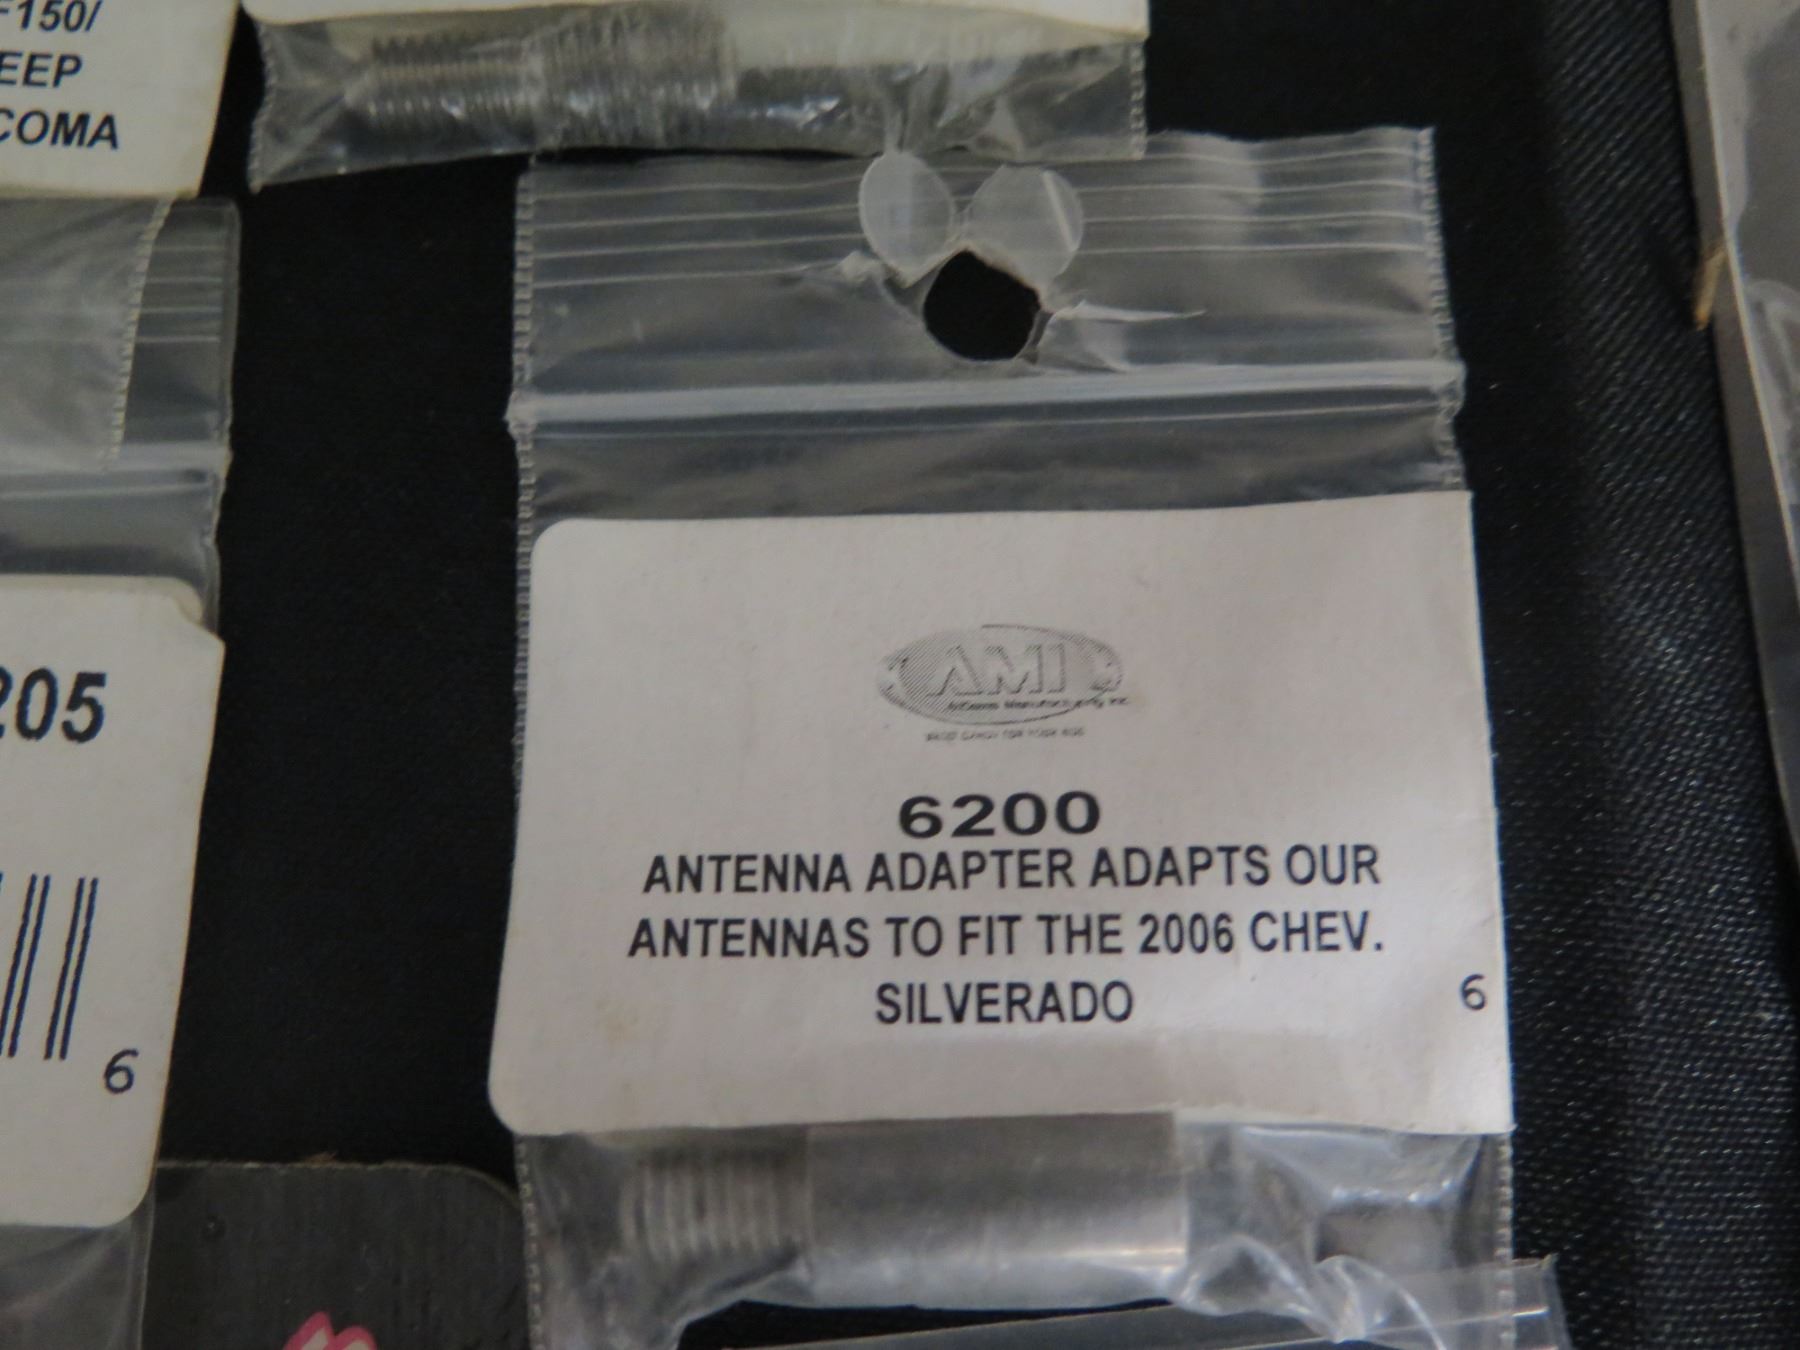 F150/
EEP
COMA
205
6
AMI
6200
ANTENNA ADAPTER ADAPTS OUR
ANTENNAS TO FIT THE 2006 CHEV.
SILVERADO
6